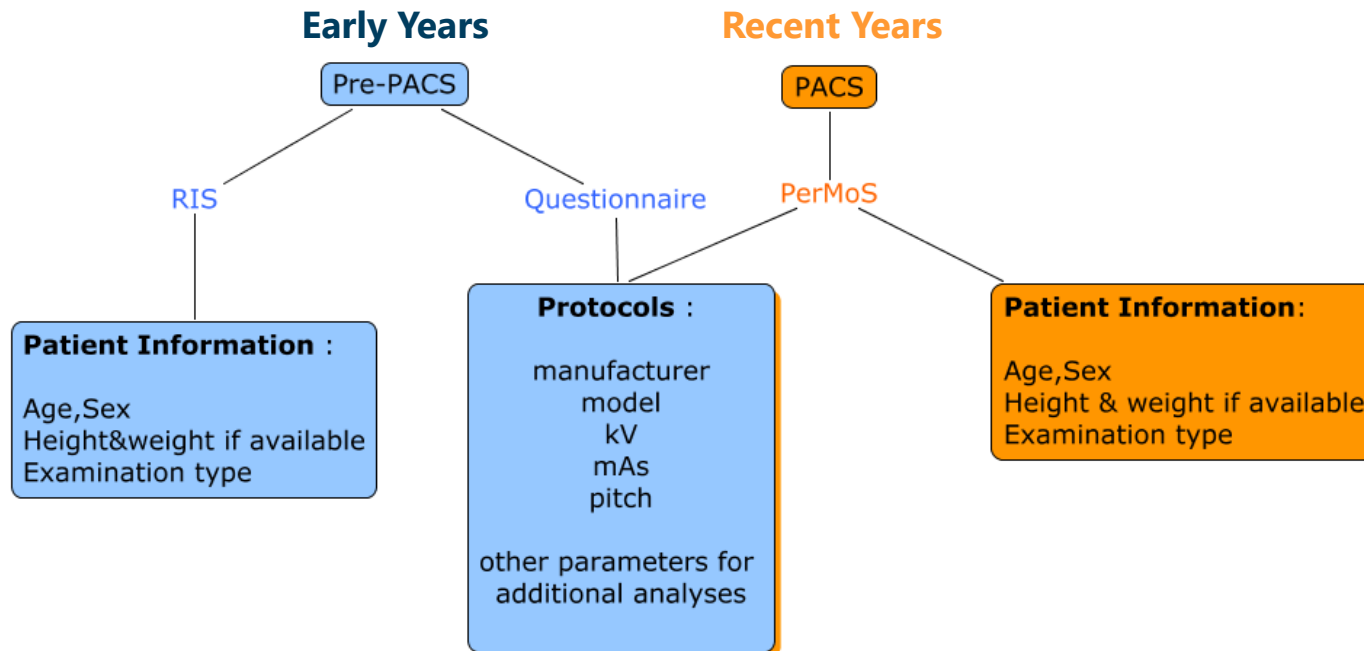 Early Years
Recent Years
Pre-PACS
PACS
RIS
Questionnaire
PerMoS
Patient Information :
Age,Sex
Height&weight if available
Examination type
Protocols :
manufacturer
model
kV
mAs
pitch
other parameters for
additional analyses
Patient Information:
Age,Sex
Height & weight if available
Examination type